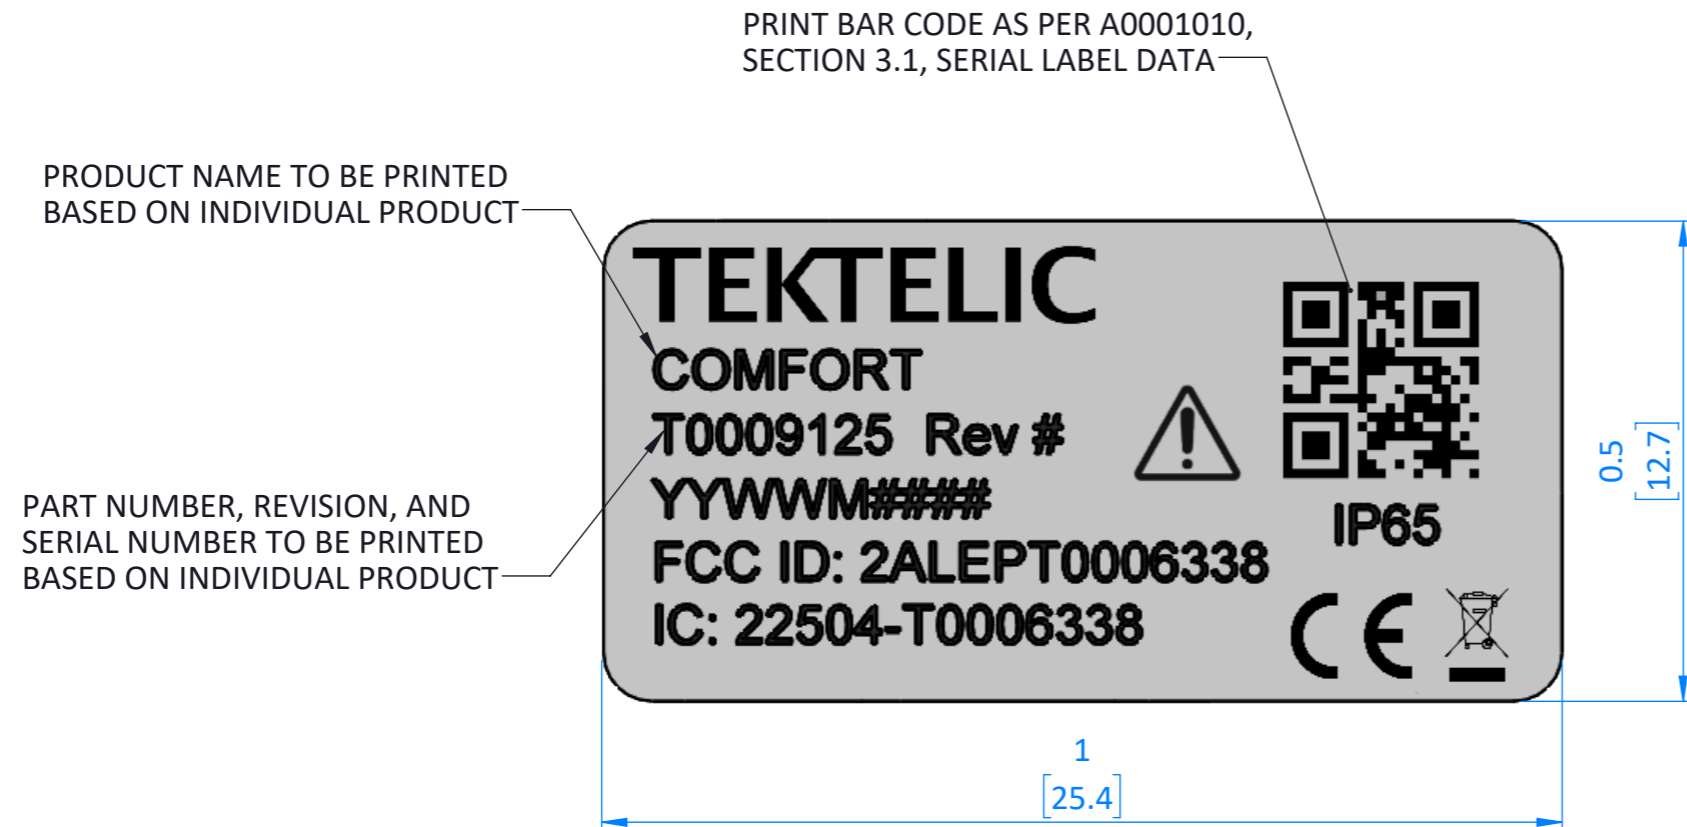 PRINT BAR CODE AS PER A0001010,
SECTION 3.1, SERIAL LABEL DATA
PRODUCT NAME TO BE PRINTED
BASED ON INDIVIDUAL PRODUCT
PART NUMBER, REVISION, AND
SERIAL NUMBER TO BE PRINTED
BASED ON INDIVIDUAL PRODUCT
TEKTELIC
COMFORT
T0009125 Rev #
YYWWM####
FCC ID: 2ALEPT0006338
IC: 22504-T0006338
IP65
CE
0.5
[12.7]
1
[25.4]